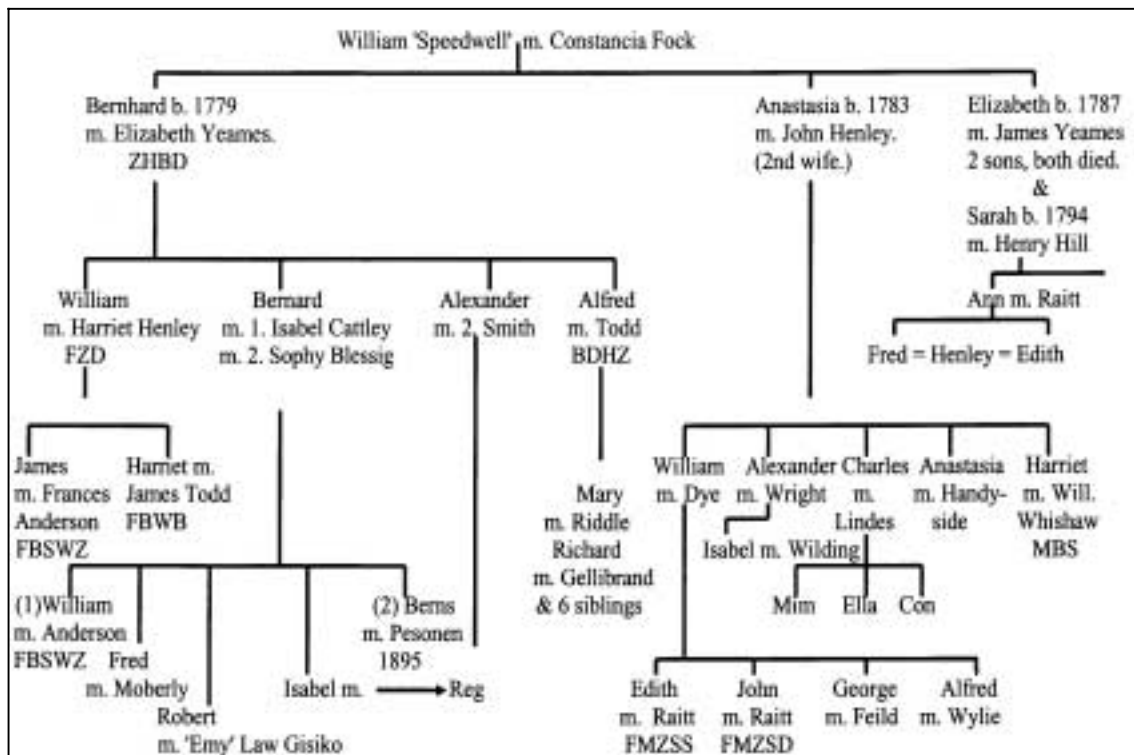 William 'Speedwell' m. Constancia Fock
Bernhard b. 1779
m. Elizabeth Yeames.
ZHBD
Anastasia b. 1783
m. John Henley.
(2nd wife.)
Elizabeth b. 1787
m. James Yeames
2 sons, both died.
&
Sarah b. 1794
m. Henry Hill
Ann m. Raitt
Fred = Henley = Edith
William
m. Harriet Henley
FZD
Bernard
m. 1. Isabel Cattley
m. 2. Sophy Blessig
Alexander
m. 2. Smith
Alfred
m. Todd
BDHZ
James
m. Frances
Anderson
FBSWZ
Harriet m.
James Todd
FBWB
Mary
m. Riddle
Richard
m. Gellibrand
& 6 siblings
William
m. Dye
Alexander
m. Wright
Isabel m. Wilding
Charles
m.
Lindes
Anastasia
m. Handy-
side
Harriet
m. Will.
Whishaw
MBS
Mim
Ella
Con
(1)William
m. Anderson
FBSWZ
Fred
m. Moberly
Robert
m. 'Emy' Law Gisiko
Isabel m.
Reg
(2) Berns
m. Pesonen
1895
Edith
m. Raitt
FMZSS
John
m. Raitt
FMZSD
George
m. Feild
Alfred
m. Wylie